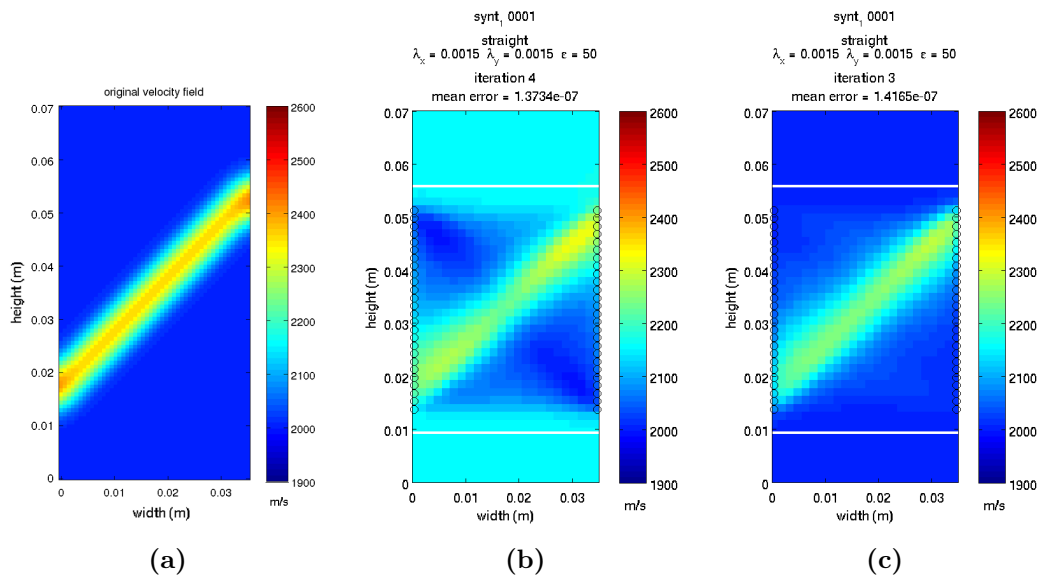 original velocity field
0.07
0.06
0.05
0.04
0.03
0.02
0.01
0
height (m)
0
0.01
0.02
0.03
width (m)
2600
2500
2400
2300
2200
2100
2000
1900
m/s
(a)
synt₁ 0001
straight
λₓ = 0.0015 λᵧ = 0.0015 ε = 50
iteration 4
mean error = 1.3734e-07
0.07
0.06
0.05
0.04
0.03
0.02
0.01
0
height (m)
0
0.01
0.02
0.03
width (m)
2600
2500
2400
2300
2200
2100
2000
1900
m/s
(b)
synt₁ 0001
straight
λₓ = 0.0015 λᵧ = 0.0015 ε = 50
iteration 3
mean error = 1.4165e-07
0.07
0.06
0.05
0.04
0.03
0.02
0.01
0
height (m)
0
0.01
0.02
0.03
width (m)
2600
2500
2400
2300
2200
2100
2000
1900
m/s
(c)